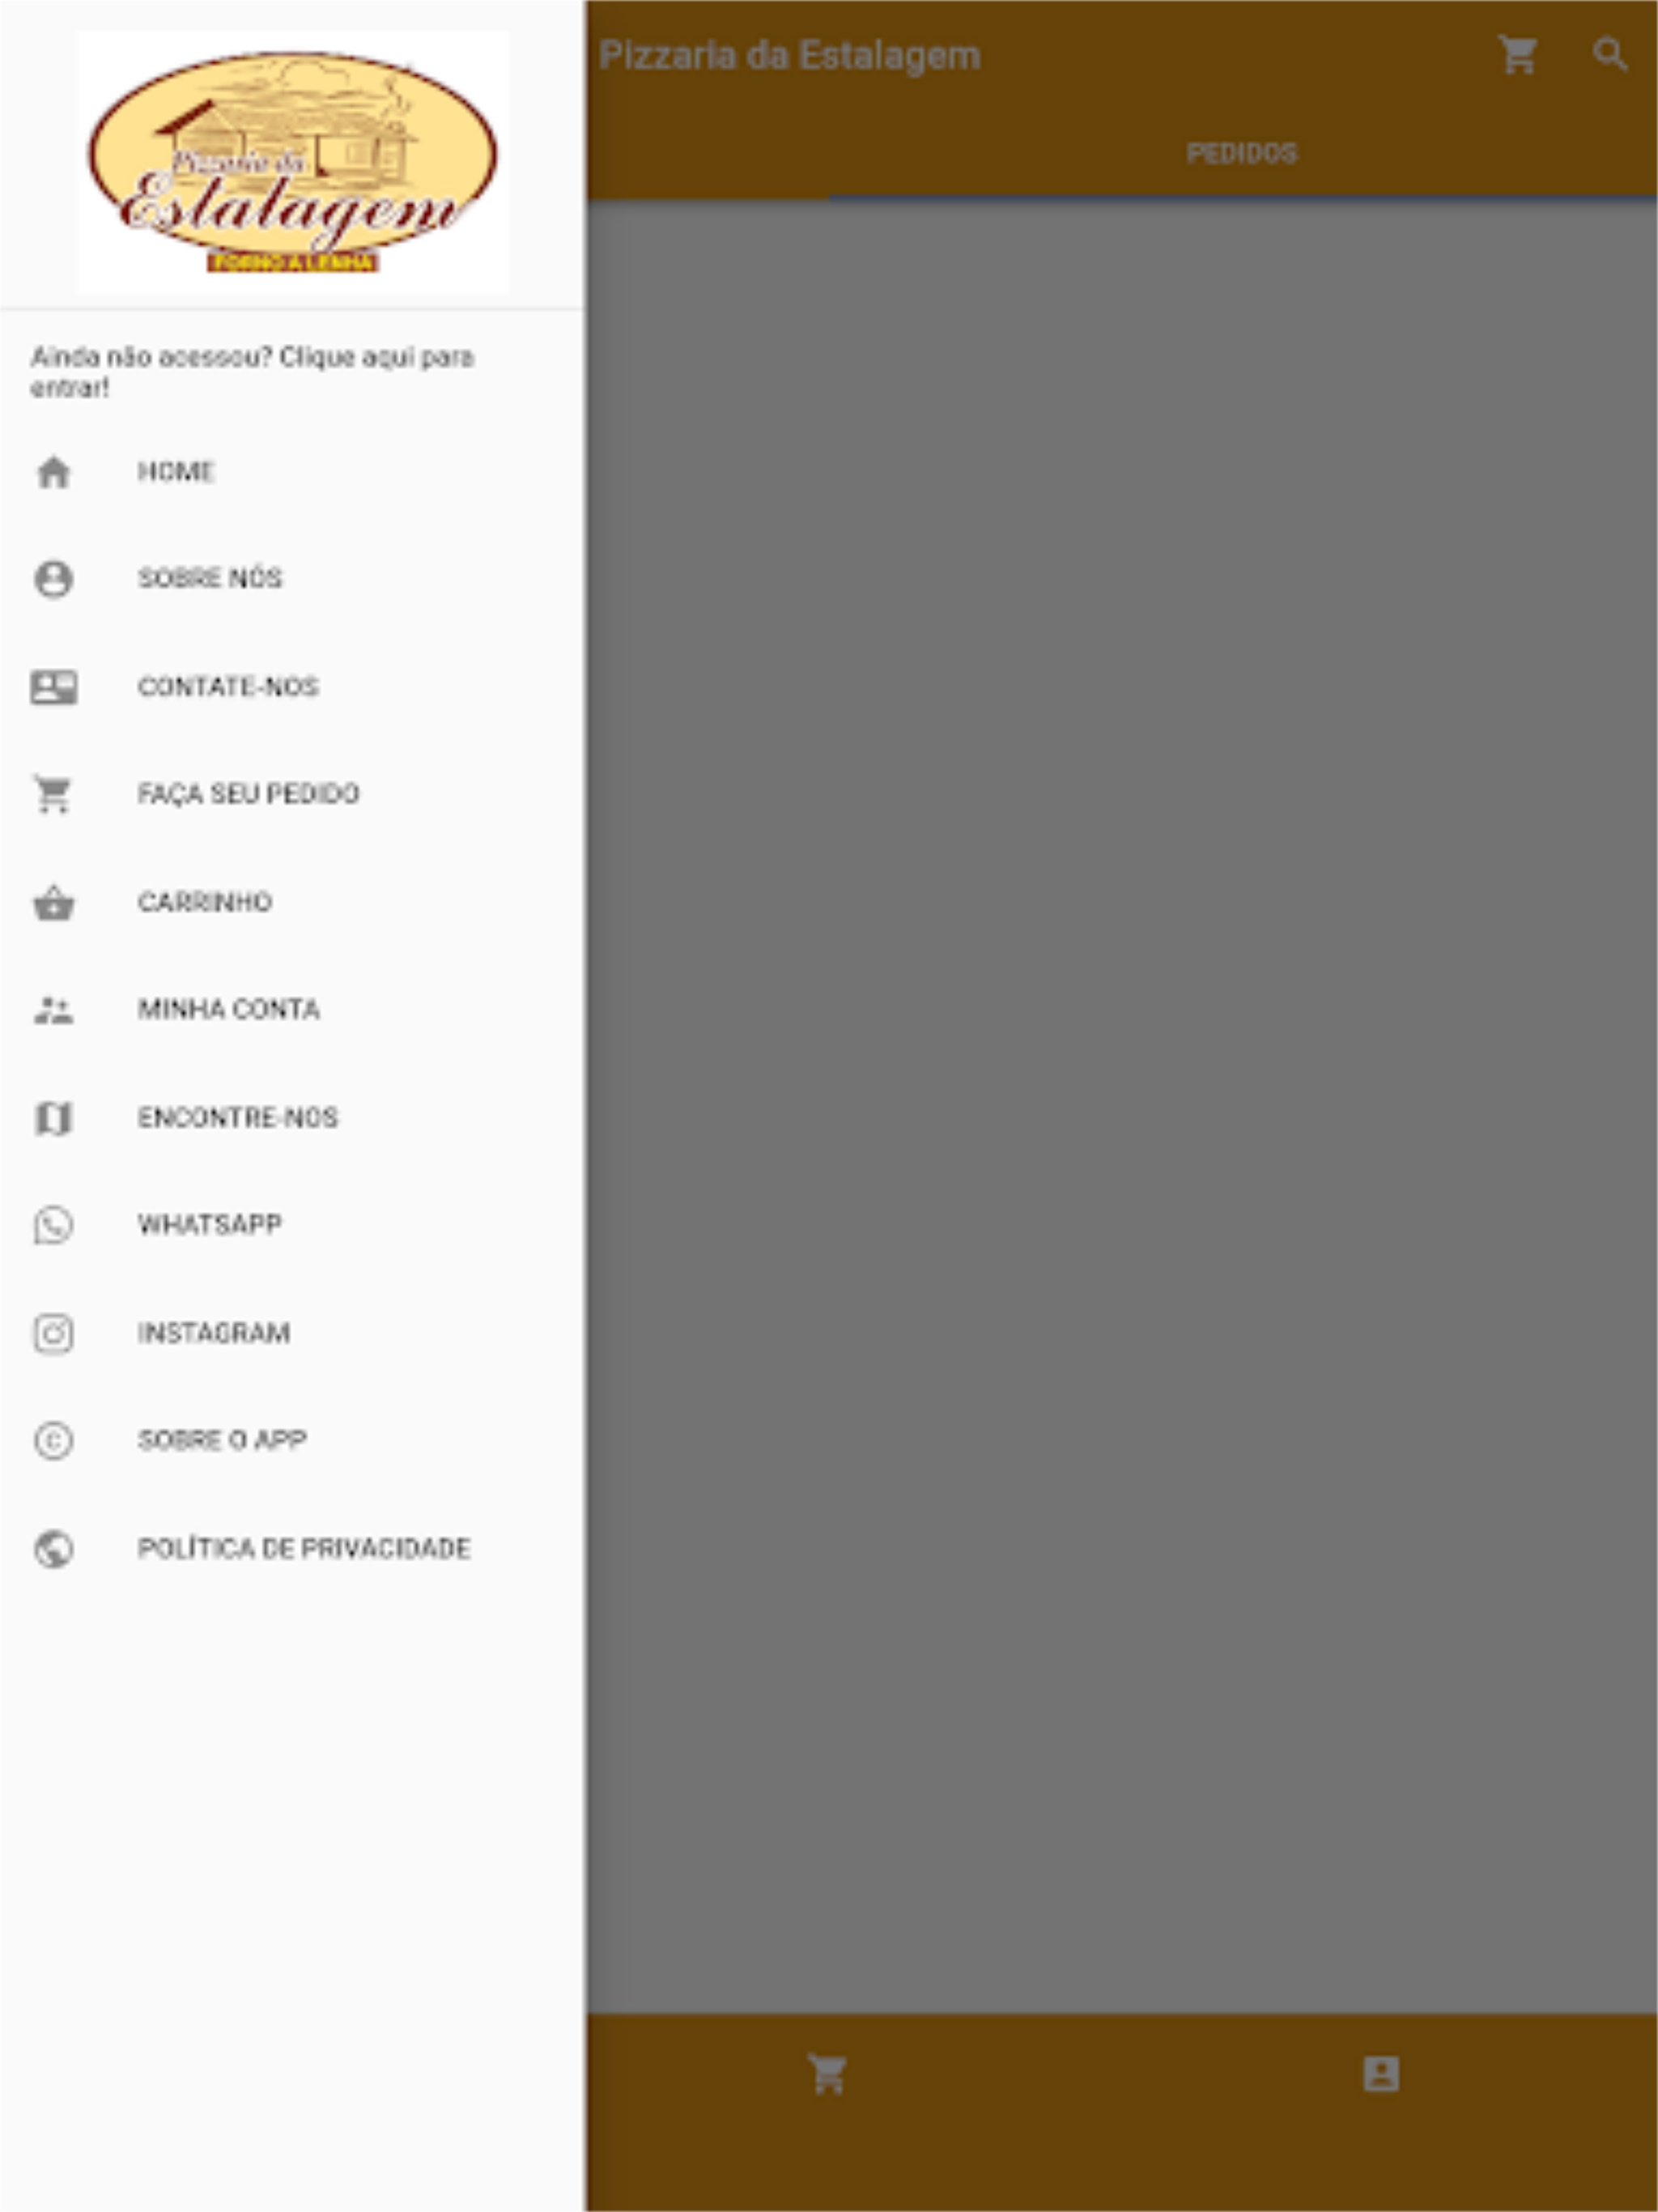 Pizzaria da
Estalagem
FORNO A LENHA
Ainda não acessou? Clique aqui para
entrar!
HOME
SOBRE NÓS
CONTATE-NOS
FAÇA SEU PEDIDO
CARRINHO
MINHA CONTA
ENCONTRE-NOS
WHATSAPP
INSTAGRAM
SOBRE O APP
POLÍTICA DE PRIVACIDADE
Pizzaria da Estalagem
PEDIDOS